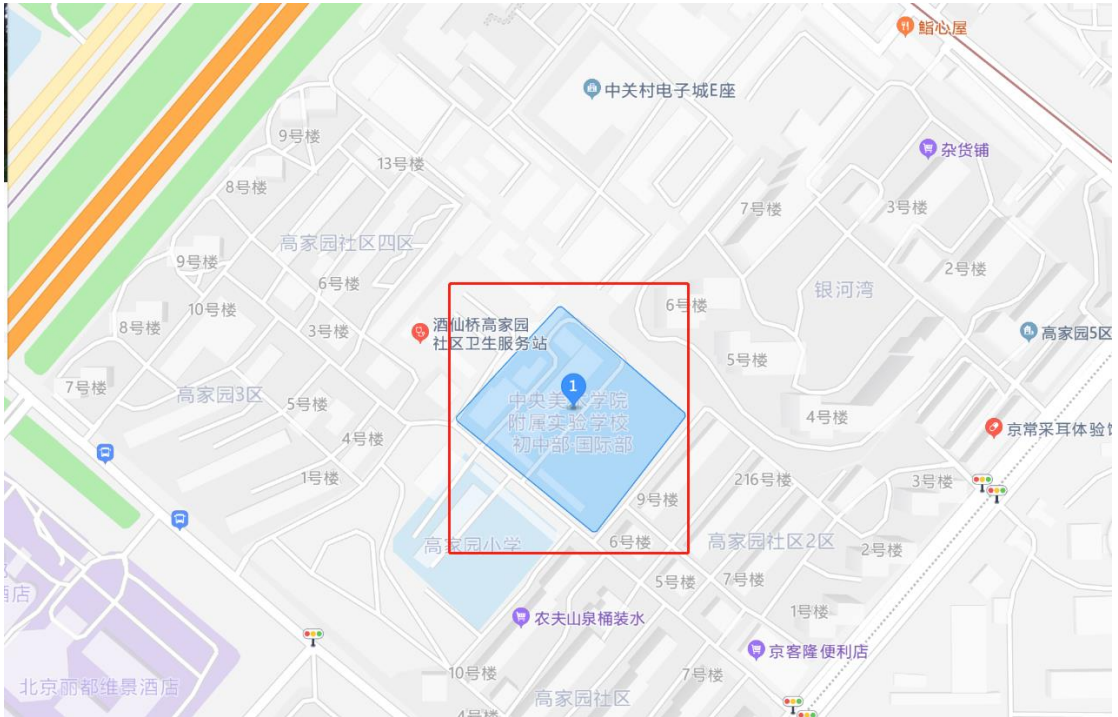 鮨心屋
中关村电子城E座
杂货铺
9号楼
13号楼
8号楼
7号楼
3号楼
高家园社区四区
9号楼
2号楼
6号楼
银河湾
10号楼
6号楼
8号楼
3号楼
酒仙桥高家园
社区卫生服务站
高家园5区
5号楼
7号楼
高家园3区
1
中央美术学院
附属实验学校
初中部·国际部
5号楼
4号楼
京常采耳体验
4号楼
1号楼
216号楼
3号楼
9号楼
高家园小学
6号楼
高家园社区2区
2号楼
5号楼
7号楼
酒店
农夫山泉桶装水
1号楼
京客隆便利店
10号楼
7号楼
北京丽都维景酒店
高家园社区
4号楼